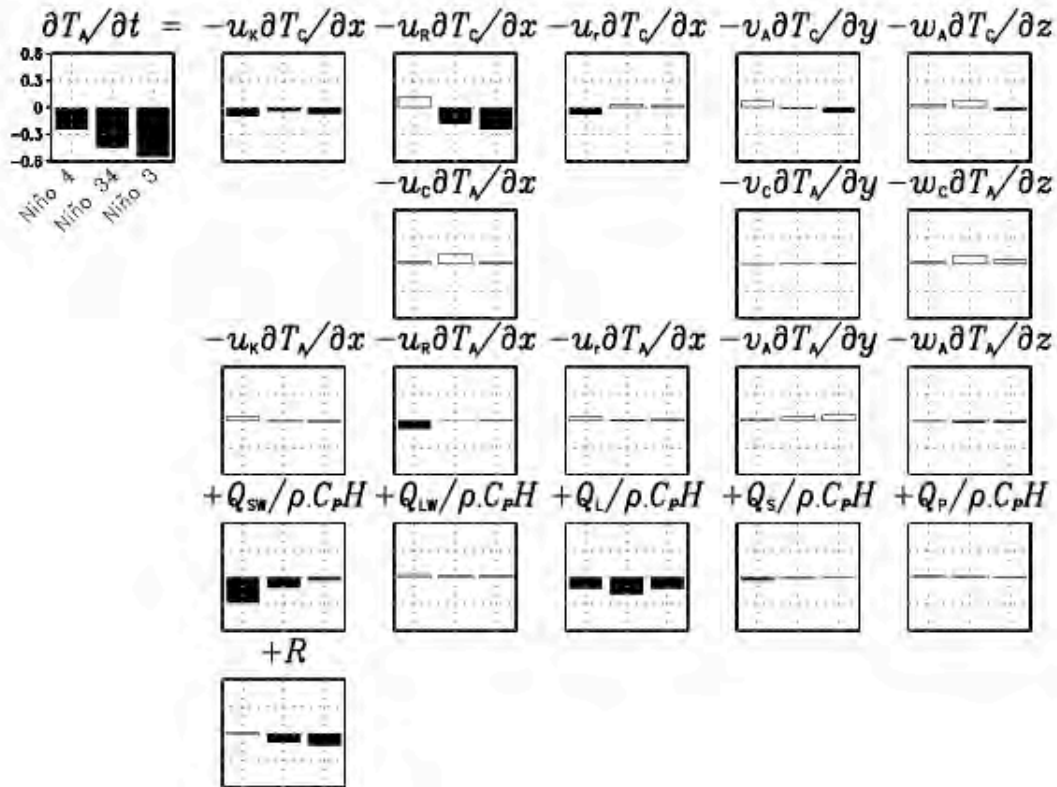 ∂T_A/∂t = −u_K∂T_C/∂x −u_R∂T_C/∂x −u_r∂T_C/∂x −v_A∂T_C/∂y −w_A∂T_C/∂z
0.6
0.3
0
−0.3
−0.6
Niño 4 Niño 34 Niño 3
−u_C∂T_A/∂x −v_C∂T_A/∂y −w_C∂T_A/∂z
−u_K∂T_A/∂x −u_R∂T_A/∂x −u_r∂T_A/∂x −v_A∂T_A/∂y −w_A∂T_A/∂z
+Q_SW/ρ.C_PH +Q_LW/ρ.C_PH +Q_L/ρ.C_PH +Q_S/ρ.C_PH +Q_P/ρ.C_PH
+R